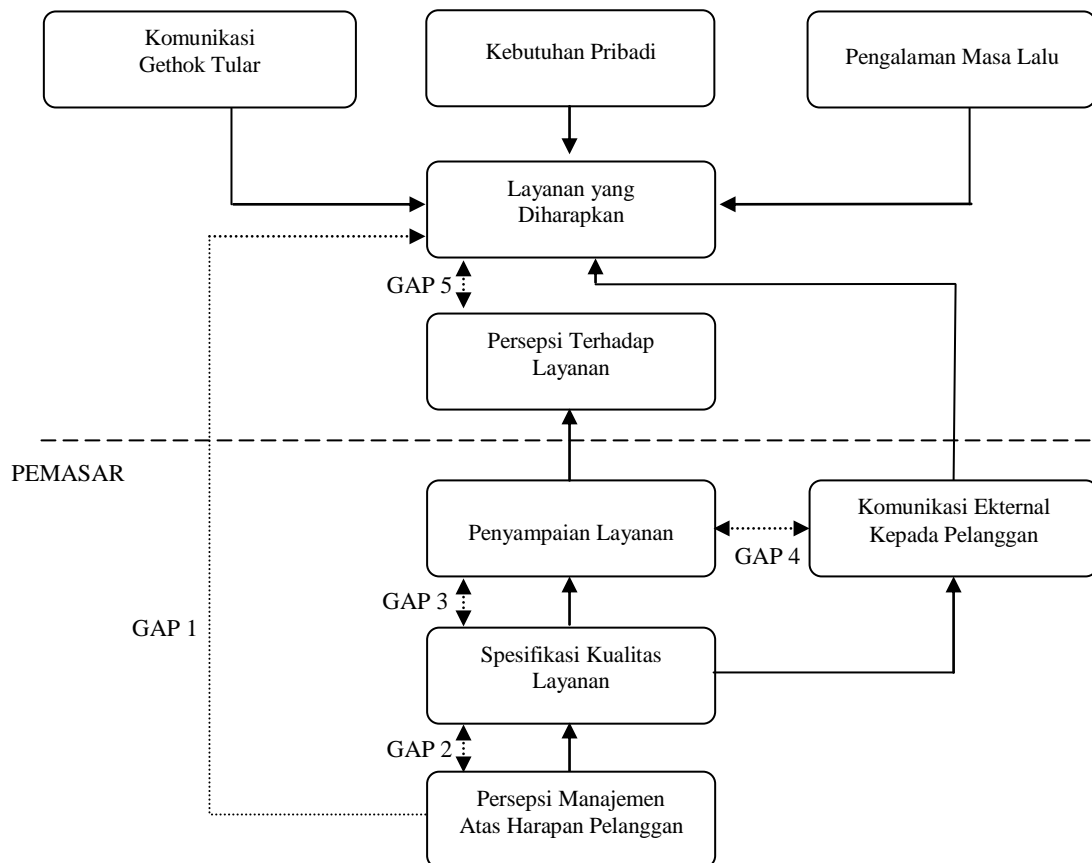 Komunikasi
Gethok Tular
Kebutuhan Pribadi
Pengalaman Masa Lalu
Layanan yang
Diharapkan
GAP 5
Persepsi Terhadap
Layanan
PEMASAR
Penyampaian Layanan
Komunikasi Ekternal
Kepada Pelanggan
GAP 4
GAP 3
GAP 1
Spesifikasi Kualitas
Layanan
GAP 2
Persepsi Manajemen
Atas Harapan Pelanggan